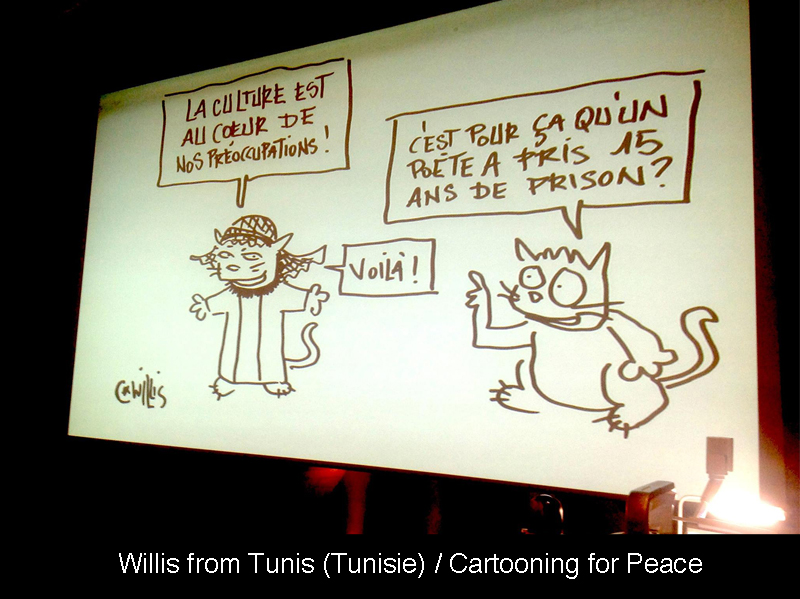 LA CULTURE EST
AU COEUR DE
NOS PRÉOCCUPATIONS !
C'EST POUR ÇA QU'UN
POÈTE A PRIS 15
ANS DE PRISON ?
VOILÀ !
WILLIS
Willis from Tunis (Tunisie) / Cartooning for Peace